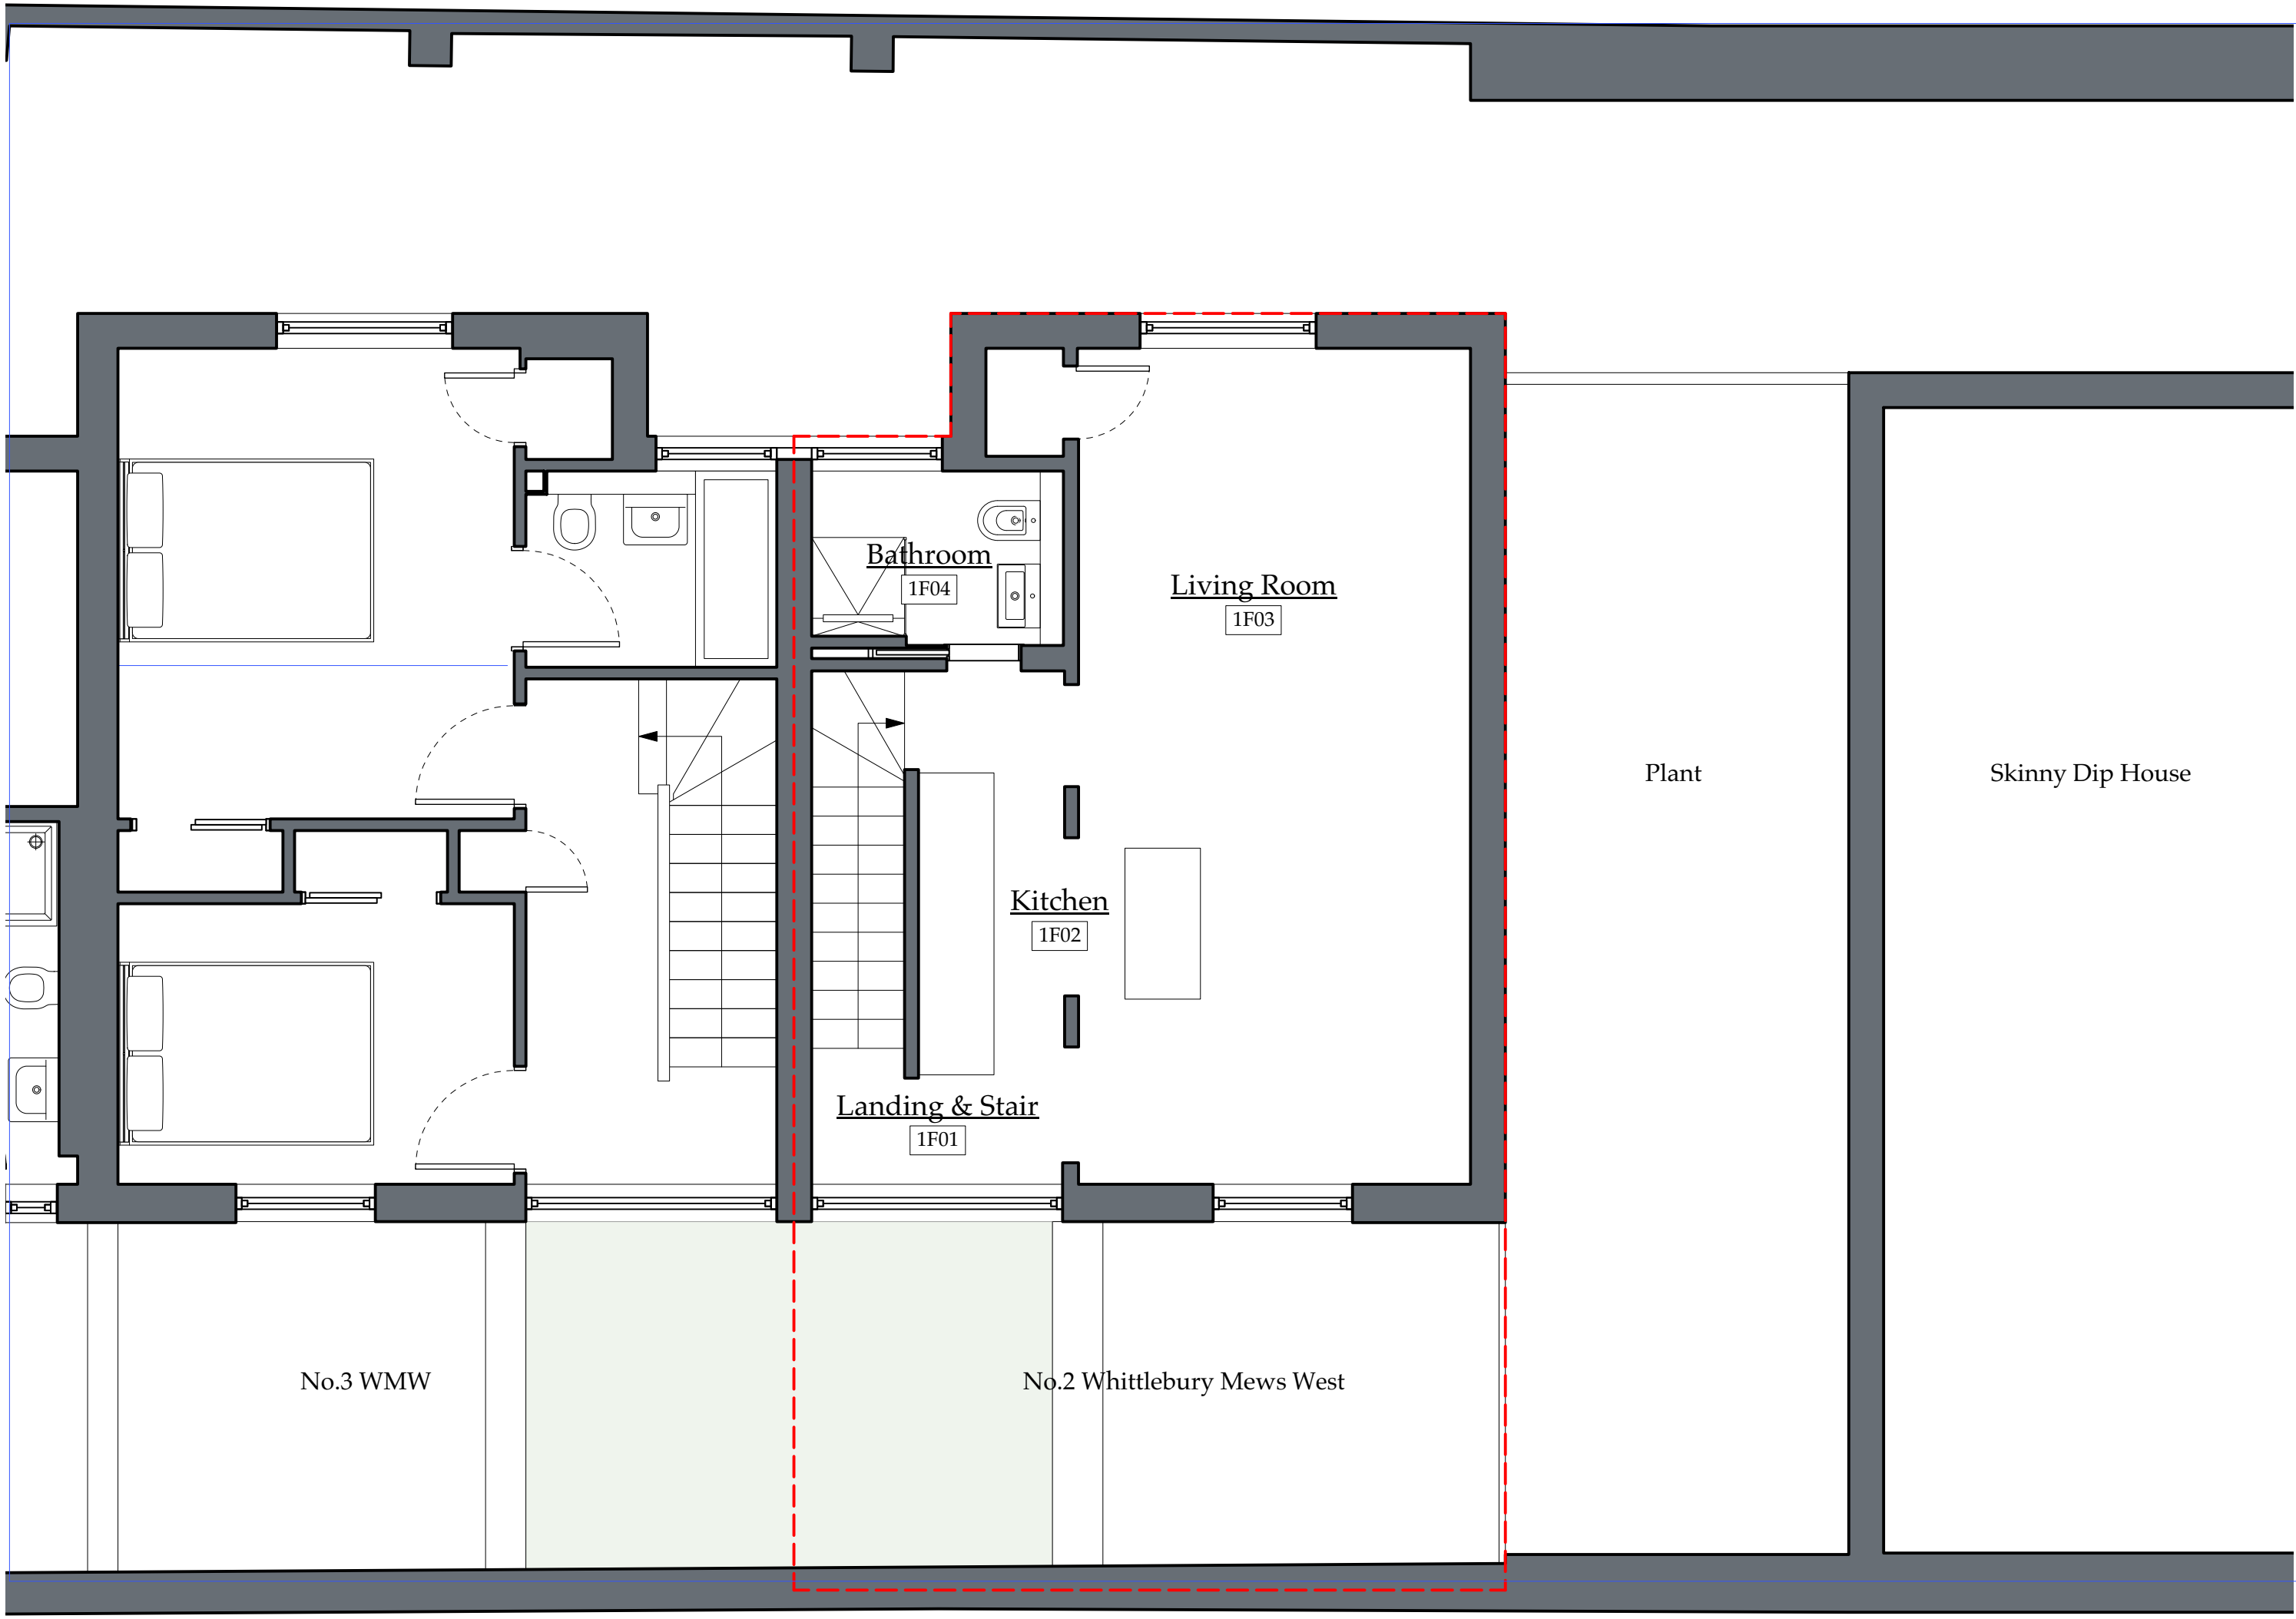 Bathroom
1F04
Living Room
1F03
Plant
Skinny Dip House
Kitchen
1F02
Landing & Stair
1F01
No.3 WMW
No.2 Whittlebury Mews West